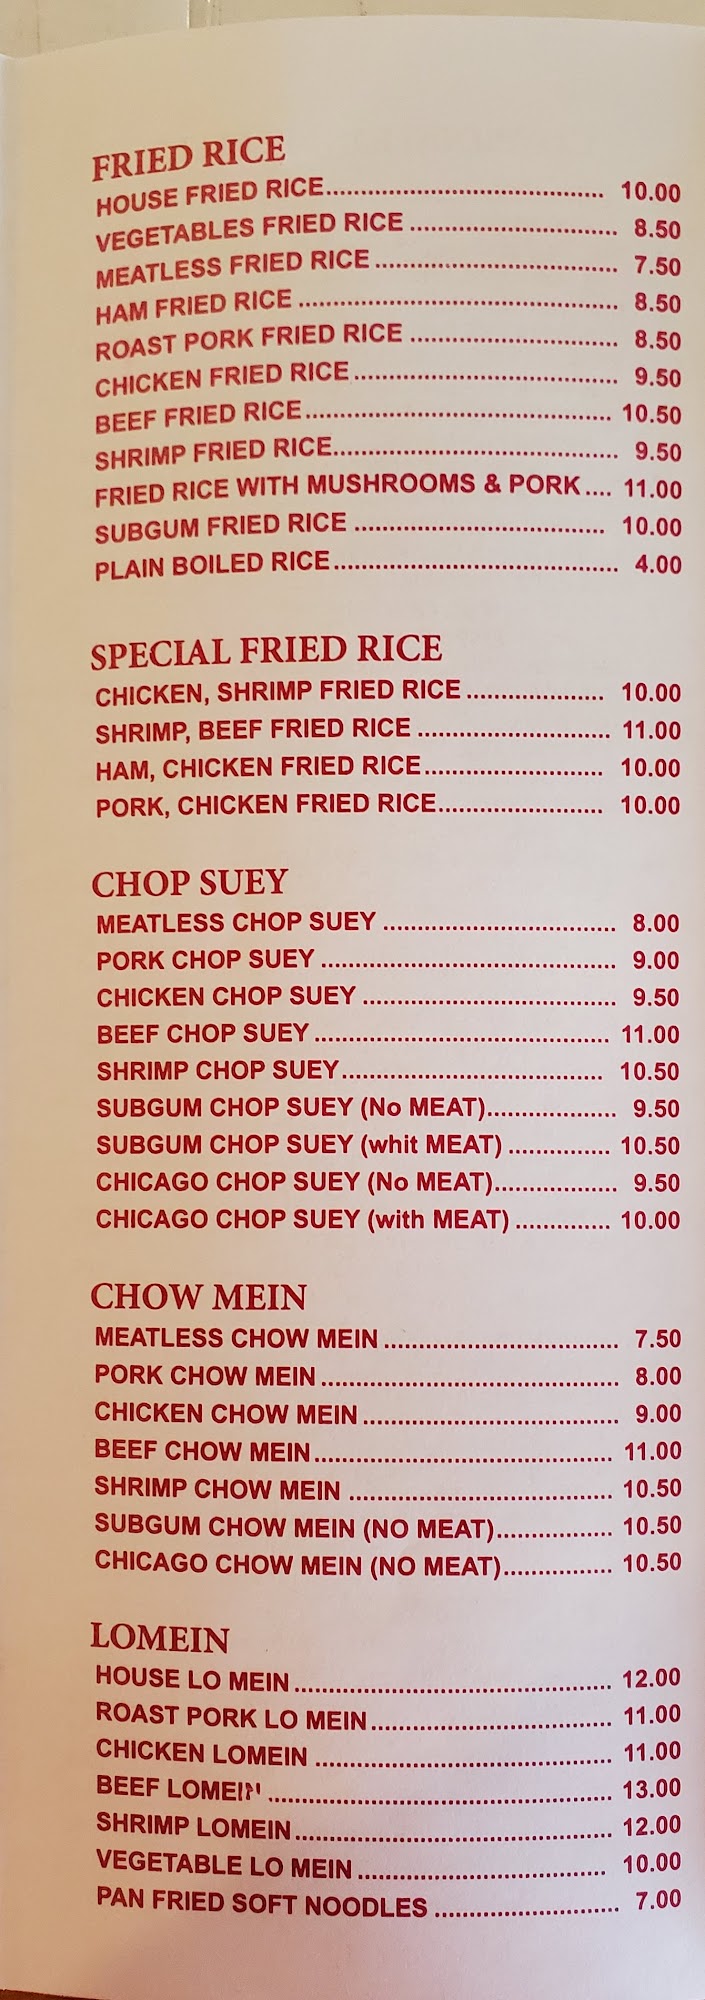 FRIED RICE
HOUSE FRIED RICE........................................ 10.00
VEGETABLES FRIED RICE .............................. 8.50
MEATLESS FRIED RICE ................................... 7.50
HAM FRIED RICE .............................................. 8.50
ROAST PORK FRIED RICE .............................. 8.50
CHICKEN FRIED RICE...................................... 9.50
BEEF FRIED RICE............................................ 10.50
SHRIMP FRIED RICE......................................... 9.50
FRIED RICE WITH MUSHROOMS & PORK .... 11.00
SUBGUM FRIED RICE .................................... 10.00
PLAIN BOILED RICE......................................... 4.00
SPECIAL FRIED RICE
CHICKEN, SHRIMP FRIED RICE .................... 10.00
SHRIMP, BEEF FRIED RICE ............................ 11.00
HAM, CHICKEN FRIED RICE.......................... 10.00
PORK, CHICKEN FRIED RICE........................ 10.00
CHOP SUEY
MEATLESS CHOP SUEY .................................. 8.00
PORK CHOP SUEY ........................................... 9.00
CHICKEN CHOP SUEY ..................................... 9.50
BEEF CHOP SUEY ........................................... 11.00
SHRIMP CHOP SUEY...................................... 10.50
SUBGUM CHOP SUEY (No MEAT)................... 9.50
SUBGUM CHOP SUEY (whit MEAT) ............... 10.50
CHICAGO CHOP SUEY (No MEAT).................. 9.50
CHICAGO CHOP SUEY (with MEAT) .............. 10.00
CHOW MEIN
MEATLESS CHOW MEIN .................................. 7.50
PORK CHOW MEIN ........................................... 8.00
CHICKEN CHOW MEIN ..................................... 9.00
BEEF CHOW MEIN........................................... 11.00
SHRIMP CHOW MEIN ...................................... 10.50
SUBGUM CHOW MEIN (NO MEAT)................. 10.50
CHICAGO CHOW MEIN (NO MEAT)................ 10.50
LOMEIN
HOUSE LO MEIN .............................................. 12.00
ROAST PORK LO MEIN................................... 11.00
CHICKEN LOMEIN ........................................... 11.00
BEEF LOMEIN .................................................. 13.00
SHRIMP LOMEIN.............................................. 12.00
VEGETABLE LO MEIN .................................... 10.00
PAN FRIED SOFT NOODLES ........................... 7.00